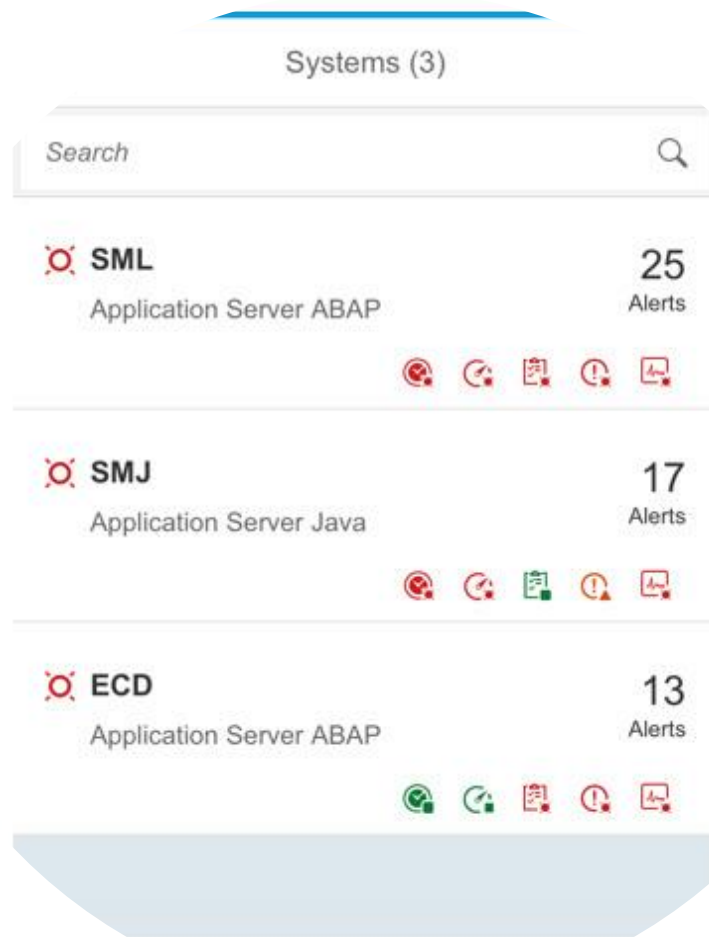 Systems (3)
Search
SML
25
Application Server ABAP
Alerts
SMJ
17
Application Server Java
Alerts
ECD
13
Application Server ABAP
Alerts